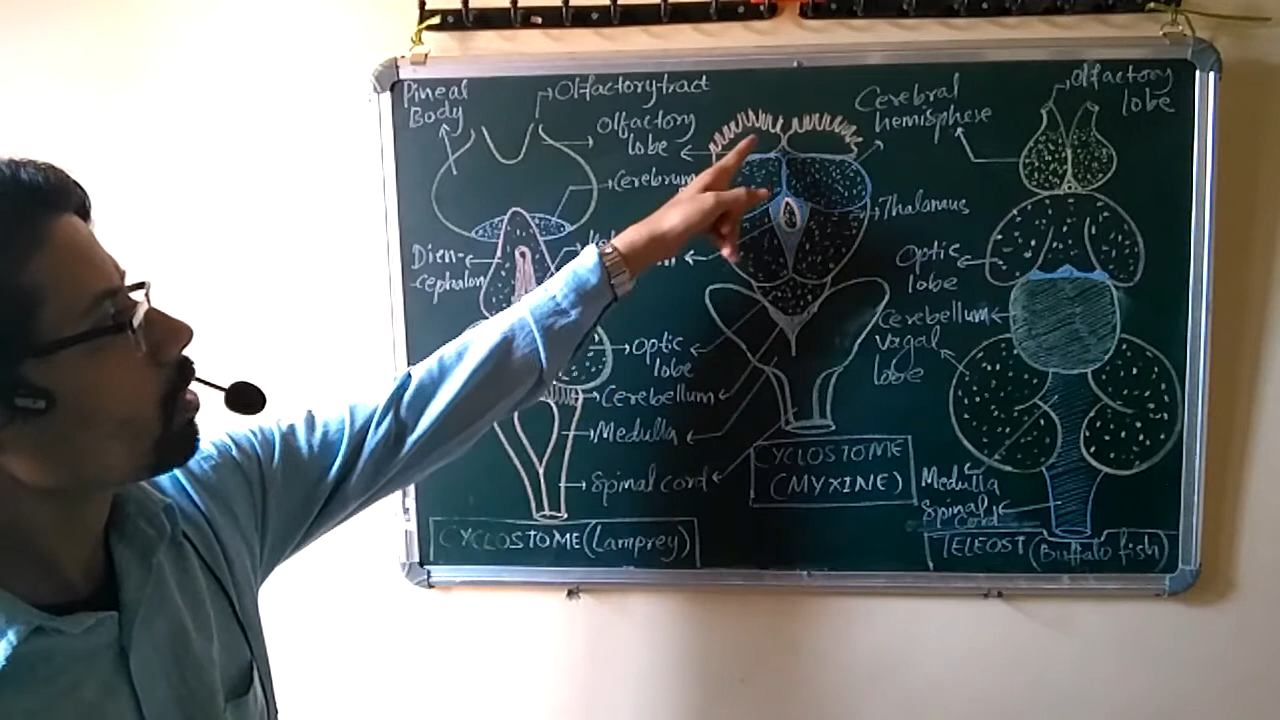 Pineal
Body
Olfactory tract
Olfactory
lobe
Cerebrum
Dien-
cephalon
Optic
lobe
Cerebellum
Medulla
Spinal cord
CYCLOSTOME (Lamprey)
Cerebral
hemisphere
Thalamus
CYCLOSTOME
(MYXINE)
Olfactory
lobe
Optic
lobe
Cerebellum
vagal
lobe
Medulla
Spinal
Cord
TELEOST (Buffalo fish)